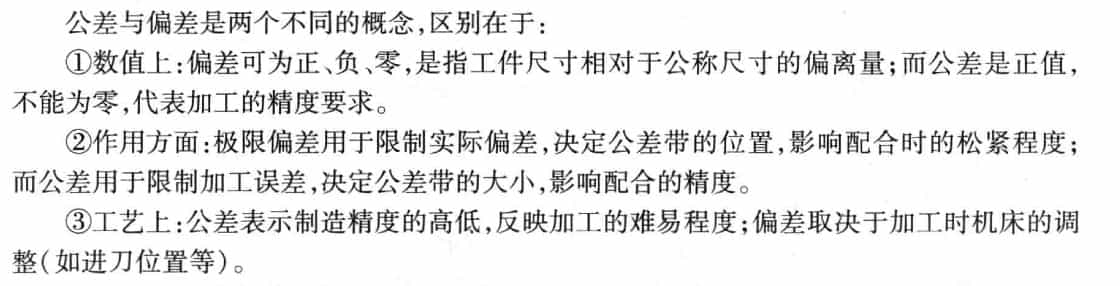 公差与偏差是两个不同的概念,区别在于:
①数值上:偏差可为正、负、零,是指工件尺寸相对于公称尺寸的偏离量;而公差是正值,
不能为零,代表加工的精度要求。
②作用方面:极限偏差用于限制实际偏差,决定公差带的位置,影响配合时的松紧程度;
而公差用于限制加工误差,决定公差带的大小,影响配合的精度。
③工艺上:公差表示制造精度的高低,反映加工的难易程度;偏差取决于加工时机床的调
整(如进刀位置等)。